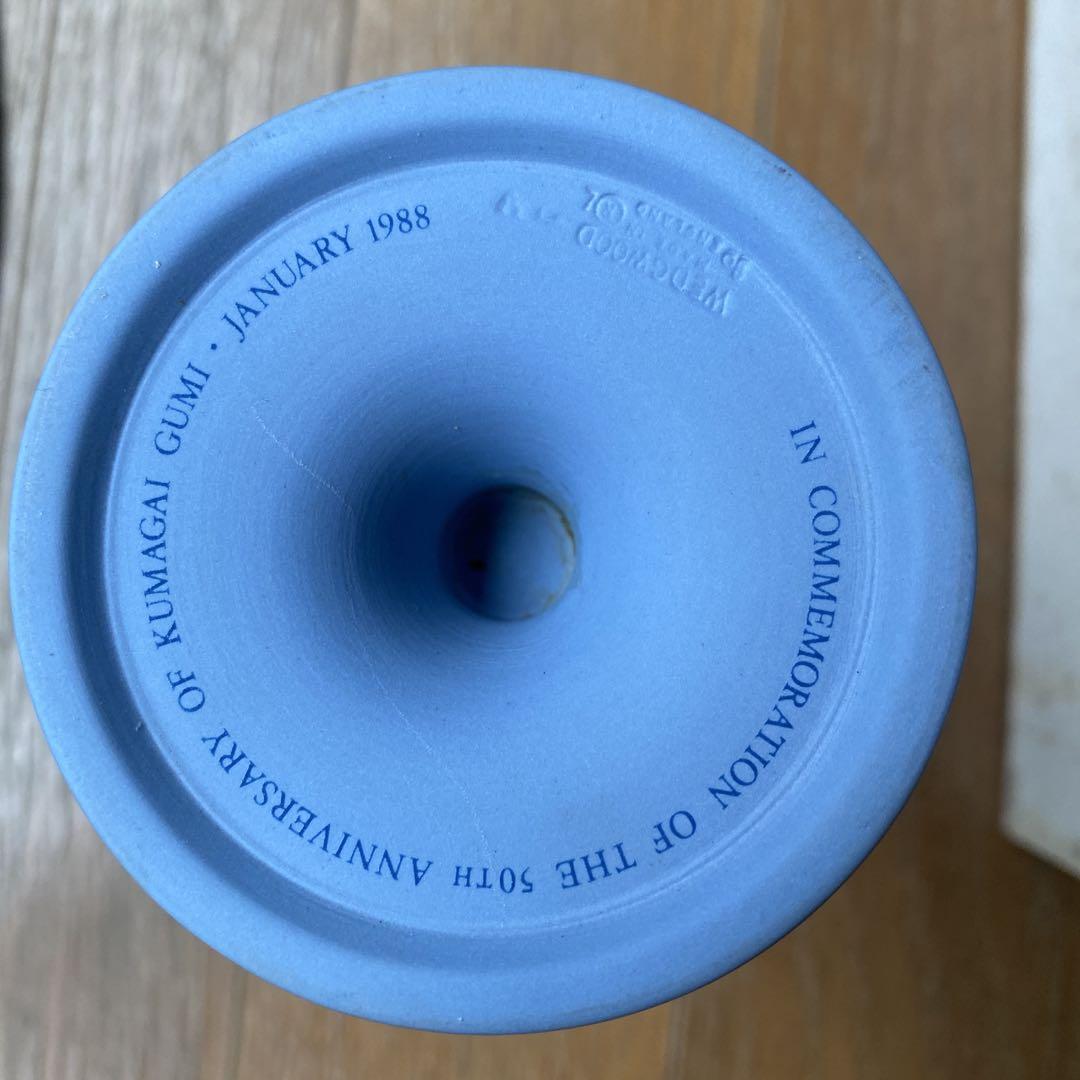 IN COMMEMORATION OF THE 50TH ANNIVERSARY OF KUMAGAI GUMI · JANUARY 1988
WEDGWOOD
ENGLAND